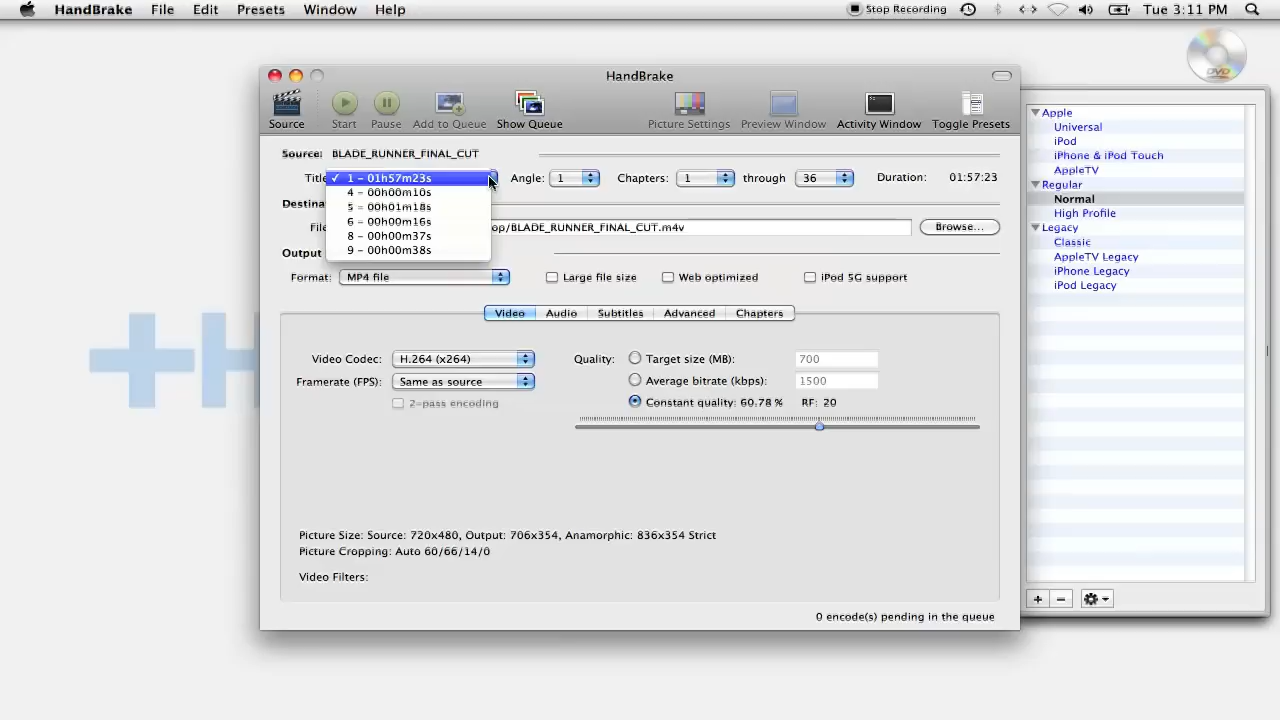 HandBrake File Edit Presets Window Help Stop Recording Tue 3:11 PM
HandBrake
Source Start Pause Add to Queue Show Queue Picture Settings Preview Window Activity Window Toggle Presets
Source: BLADE_RUNNER_FINAL_CUT
Title ✓ 1 - 01h57m23s Angle: 1 Chapters: 1 through 36 Duration: 01:57:23
4 - 00h00m10s
5 - 00h01m18s
6 - 00h00m16s
8 - 00h00m37s
9 - 00h00m38s
Destina
File op/BLADE_RUNNER_FINAL_CUT.m4v Browse...
Output
Format: MP4 file Large file size Web optimized iPod 5G support
Video Audio Subtitles Advanced Chapters
Video Codec: H.264 (x264) Quality: Target size (MB): 700
Framerate (FPS): Same as source Average bitrate (kbps): 1500
2-pass encoding Constant quality: 60.78 % RF: 20
Picture Size: Source: 720x480, Output: 706x354, Anamorphic: 836x354 Strict
Picture Cropping: Auto 60/66/14/0
Video Filters:
0 encode(s) pending in the queue
Apple
Universal
iPod
iPhone & iPod Touch
AppleTV
Regular
Normal
High Profile
Legacy
Classic
AppleTV Legacy
iPhone Legacy
iPod Legacy
DVD
+H